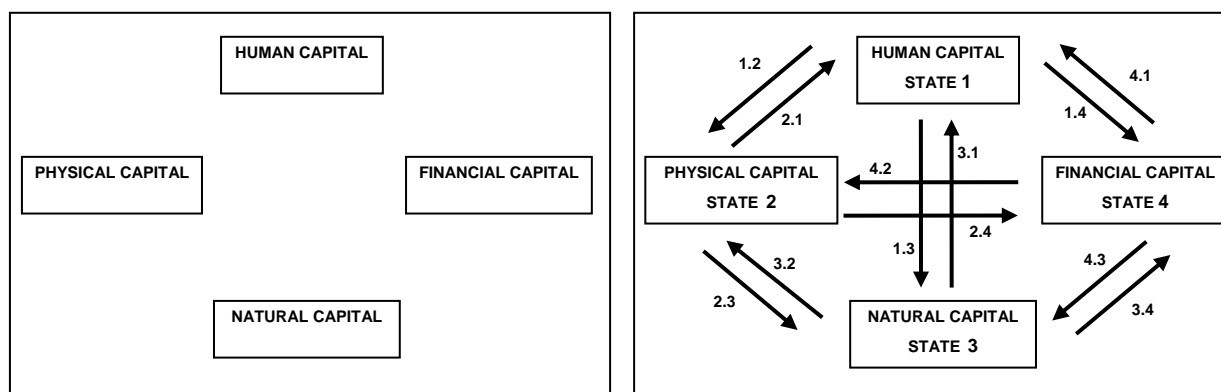 HUMAN CAPITAL
PHYSICAL CAPITAL
FINANCIAL CAPITAL
NATURAL CAPITAL
HUMAN CAPITAL
STATE 1
1.2
2.1
4.1
1.4
PHYSICAL CAPITAL
STATE 2
4.2
3.1
FINANCIAL CAPITAL
STATE 4
1.3
2.4
3.2
2.3
4.3
3.4
NATURAL CAPITAL
STATE 3